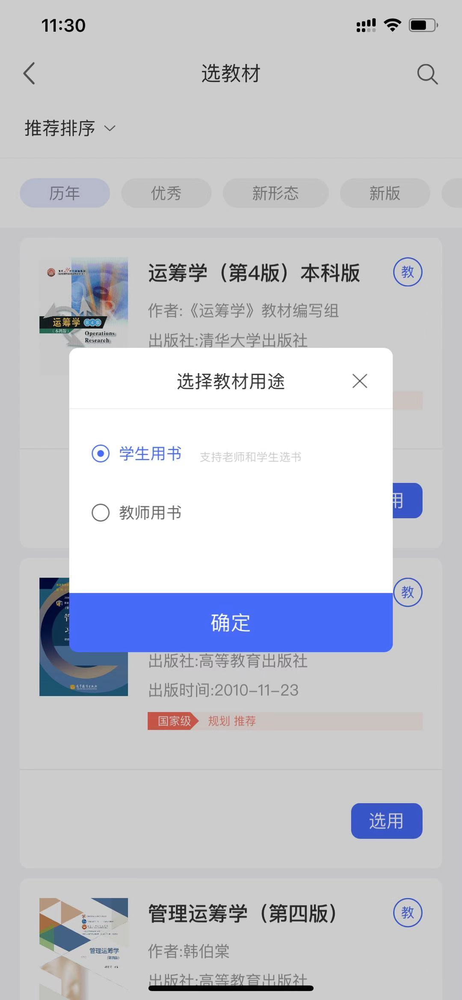 11:30
选教材
推荐排序
历年
优秀
新形态
新版
运筹学（第4版）本科版
教
作者:《运筹学》教材编写组
出版社:清华大学出版社
运筹学 第4版
（本科版）
Operations
Research
选择教材用途
学生用书 支持老师和学生选书
教师用书
用
确定
教
出版社:高等教育出版社
出版时间:2010-11-23
高等教育出版社
国家级 规划 推荐
选用
管理运筹学（第四版）
教
作者:韩伯棠
出版社:高等教育出版社
管理运筹学
（第四版）